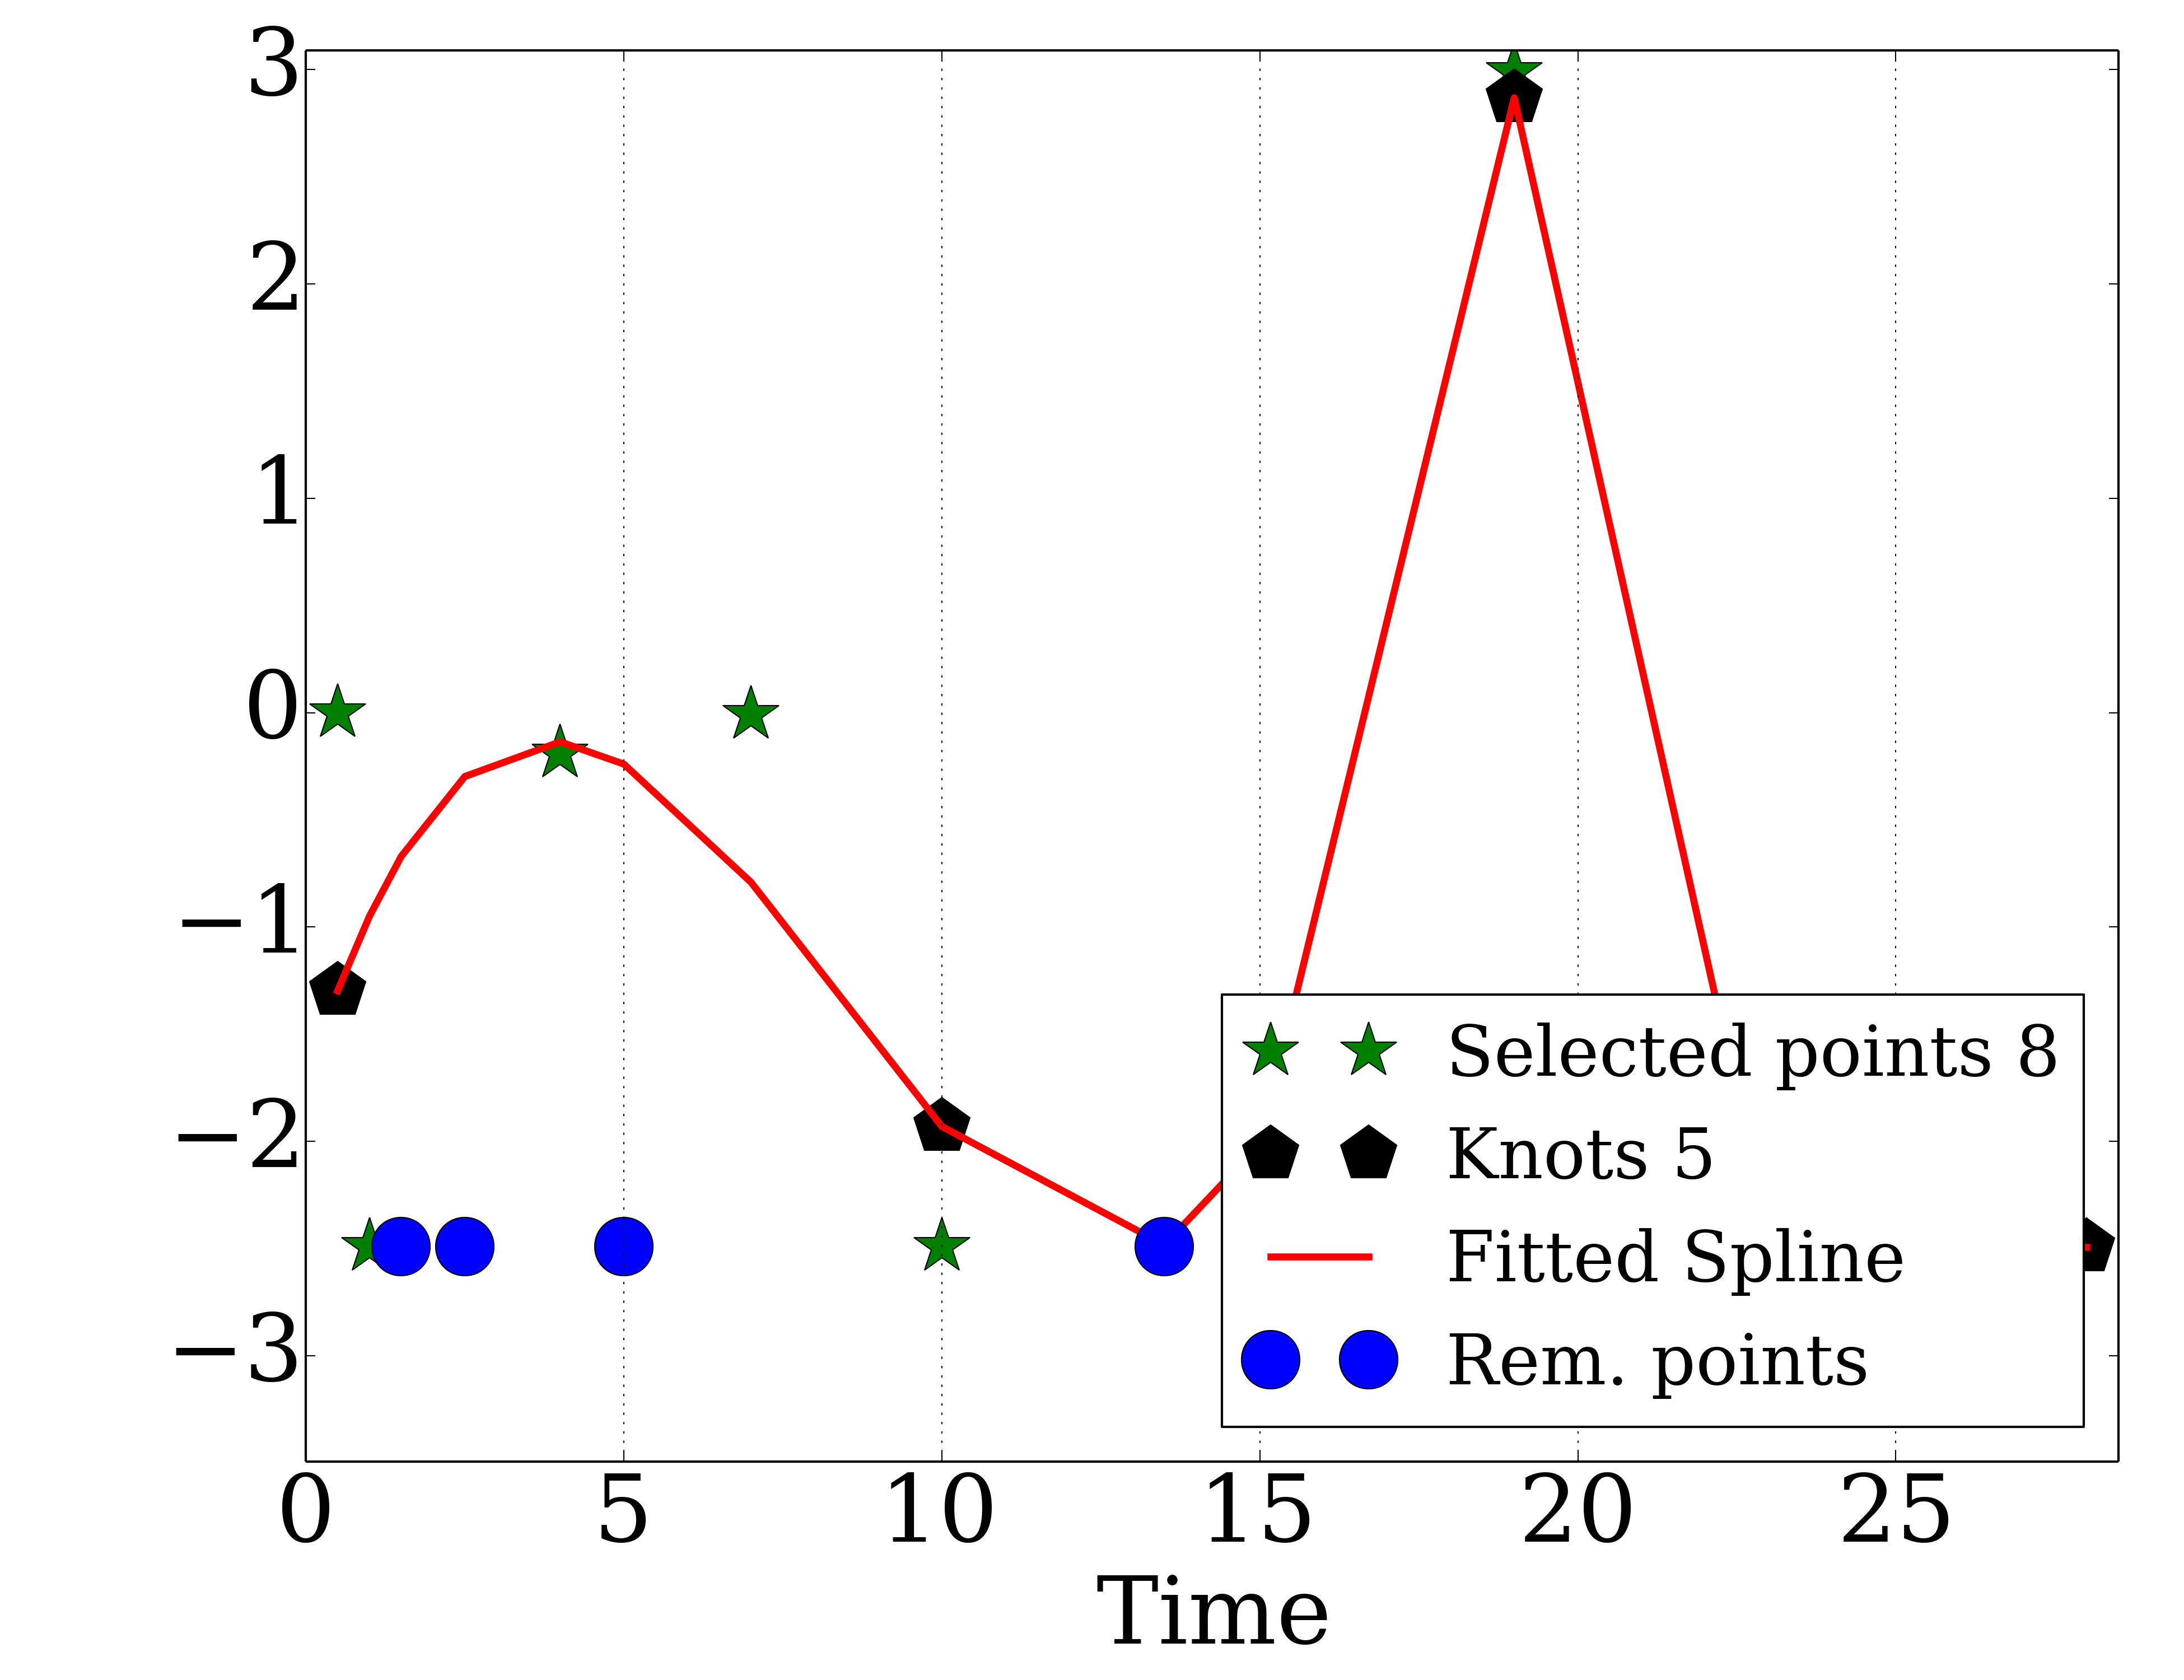 3
2
1
0
−1
−2
−3
Selected points 8
Knots 5
Fitted Spline
Rem. points
0 5 10 15 20 25
Time